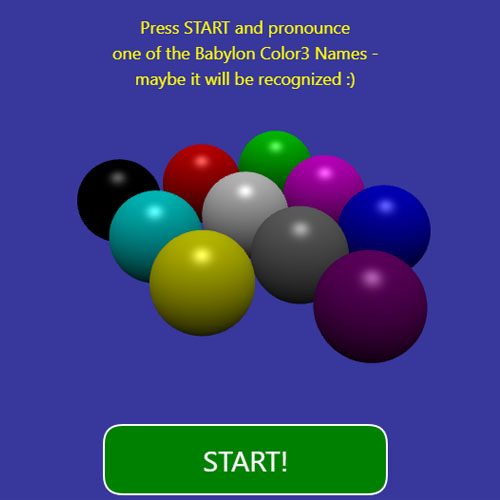 Press START and pronounce
one of the Babylon Color3 Names -
maybe it will be recognized :)
START!